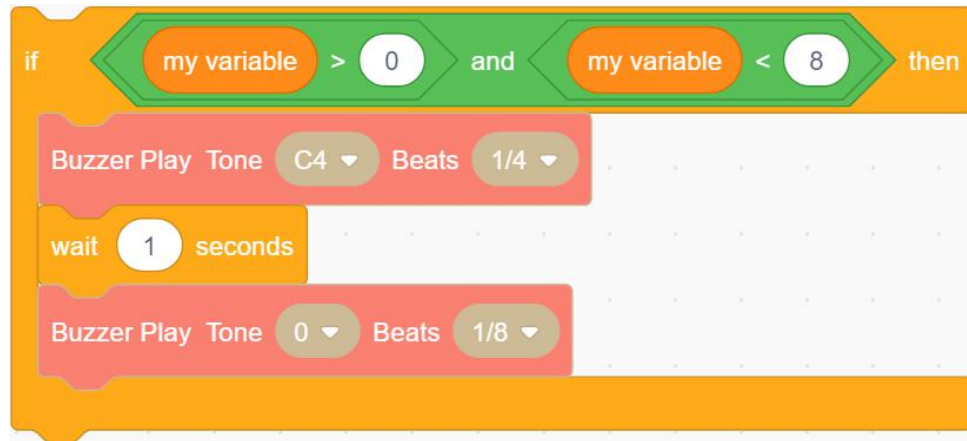 if my variable > 0 and my variable < 8 then
Buzzer Play Tone C4 Beats 1/4
wait 1 seconds
Buzzer Play Tone 0 Beats 1/8